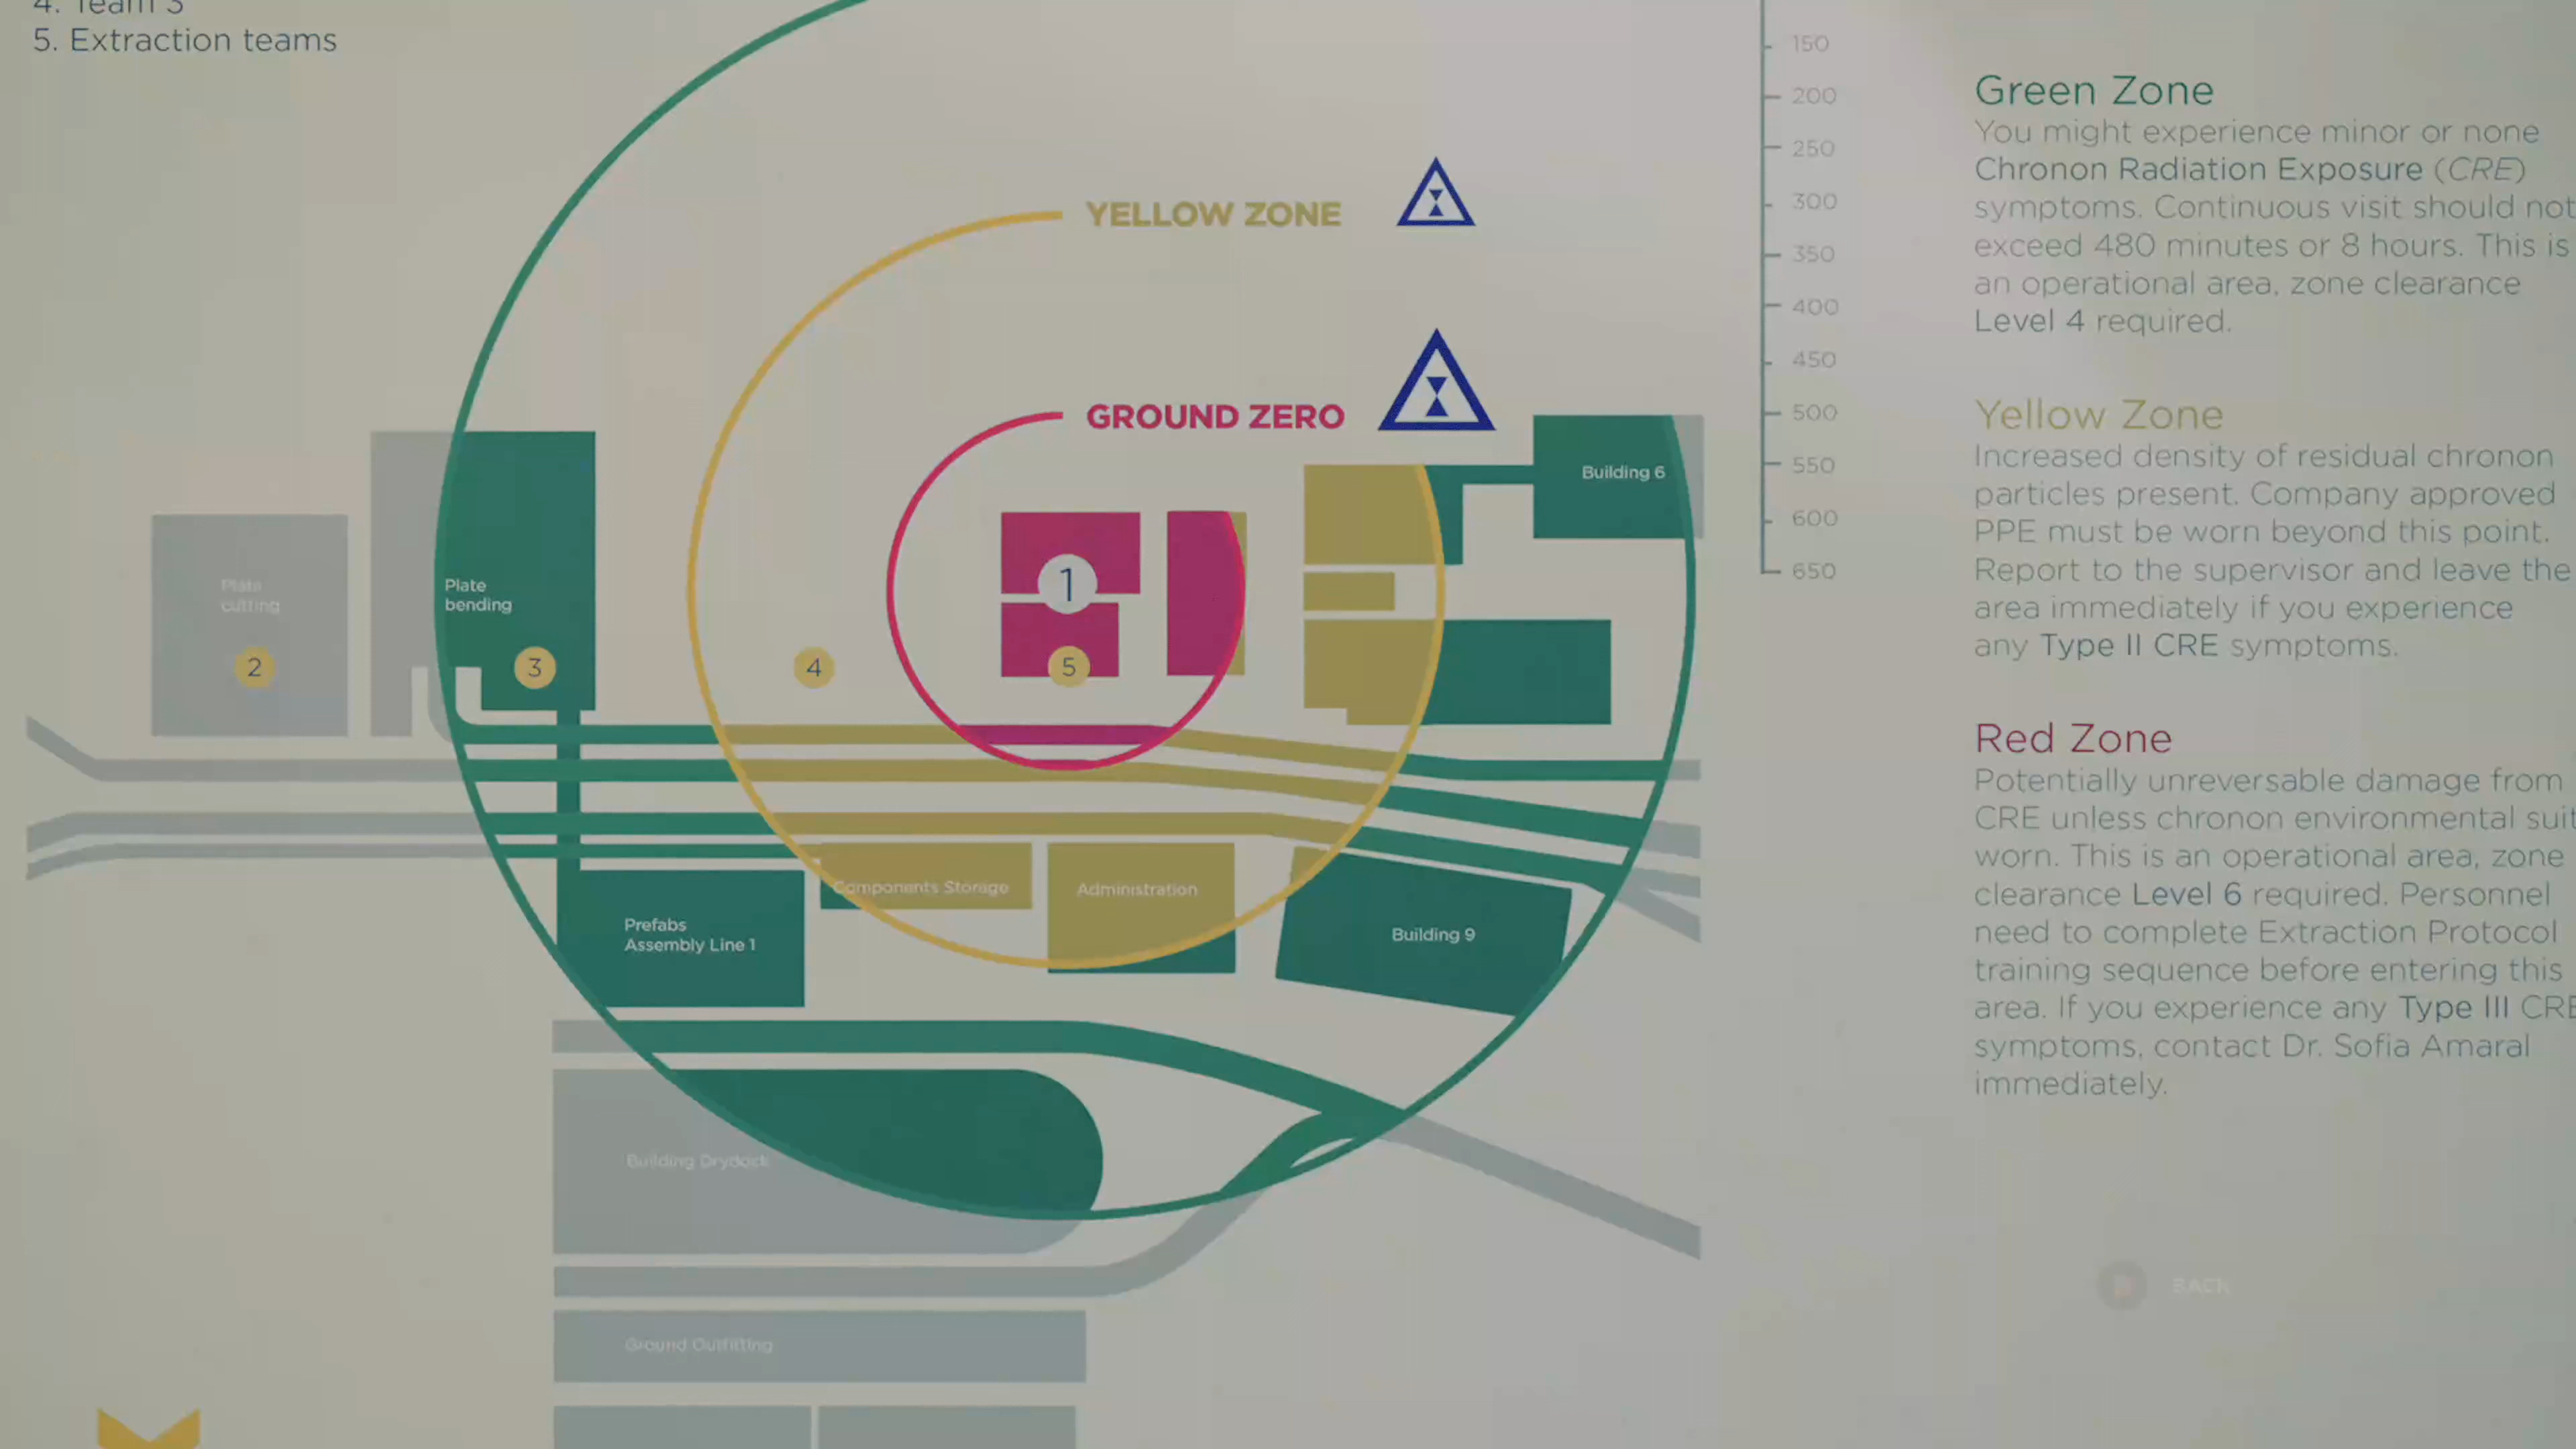 4. Team 3
5. Extraction teams
150
200
250
300
350
400
450
500
550
600
650
YELLOW ZONE
GROUND ZERO
Building 6
Plate
cutting
Plate
bending
1
2
3
4
5
Components Storage
Administration
Prefabs
Assembly Line 1
Building 9
Building Drydock
Ground Outfitting
Green Zone
You might experience minor or none
Chronon Radiation Exposure (CRE)
symptoms. Continuous visit should not
exceed 480 minutes or 8 hours. This is
an operational area, zone clearance
Level 4 required.
Yellow Zone
Increased density of residual chronon
particles present. Company approved
PPE must be worn beyond this point.
Report to the supervisor and leave the
area immediately if you experience
any Type II CRE symptoms.
Red Zone
Potentially unreversable damage from
CRE unless chronon environmental suit
worn. This is an operational area, zone
clearance Level 6 required. Personnel
need to complete Extraction Protocol
training sequence before entering this
area. If you experience any Type III CRE
symptoms, contact Dr. Sofia Amaral
immediately.
BACK